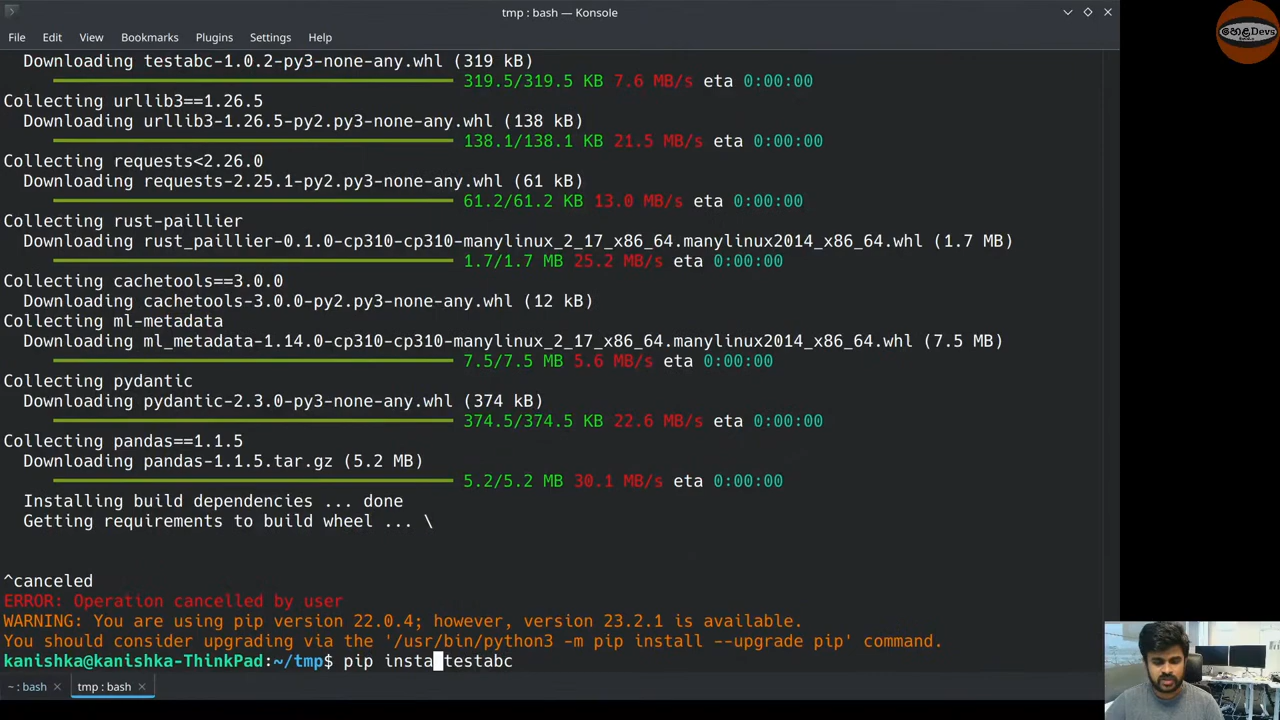 tmp : bash — Konsole
File Edit View Bookmarks Plugins Settings Help
Downloading testabc-1.0.2-py3-none-any.whl (319 kB)
319.5/319.5 KB 7.6 MB/s eta 0:00:00
Collecting urllib3==1.26.5
Downloading urllib3-1.26.5-py2.py3-none-any.whl (138 kB)
138.1/138.1 KB 21.5 MB/s eta 0:00:00
Collecting requests<2.26.0
Downloading requests-2.25.1-py2.py3-none-any.whl (61 kB)
61.2/61.2 KB 13.0 MB/s eta 0:00:00
Collecting rust-paillier
Downloading rust_paillier-0.1.0-cp310-cp310-manylinux_2_17_x86_64.manylinux2014_x86_64.whl (1.7 MB)
1.7/1.7 MB 25.2 MB/s eta 0:00:00
Collecting cachetools==3.0.0
Downloading cachetools-3.0.0-py2.py3-none-any.whl (12 kB)
Collecting ml-metadata
Downloading ml_metadata-1.14.0-cp310-cp310-manylinux_2_17_x86_64.manylinux2014_x86_64.whl (7.5 MB)
7.5/7.5 MB 5.6 MB/s eta 0:00:00
Collecting pydantic
Downloading pydantic-2.3.0-py3-none-any.whl (374 kB)
374.5/374.5 KB 22.6 MB/s eta 0:00:00
Collecting pandas==1.1.5
Downloading pandas-1.1.5.tar.gz (5.2 MB)
5.2/5.2 MB 30.1 MB/s eta 0:00:00
Installing build dependencies ... done
Getting requirements to build wheel ... \
^canceled
ERROR: Operation cancelled by user
WARNING: You are using pip version 22.0.4; however, version 23.2.1 is available.
You should consider upgrading via the '/usr/bin/python3 -m pip install --upgrade pip' command.
kanishka@kanishka-ThinkPad:~/tmp$ pip insta testabc
~ : bash
tmp : bash
හෙළDevs